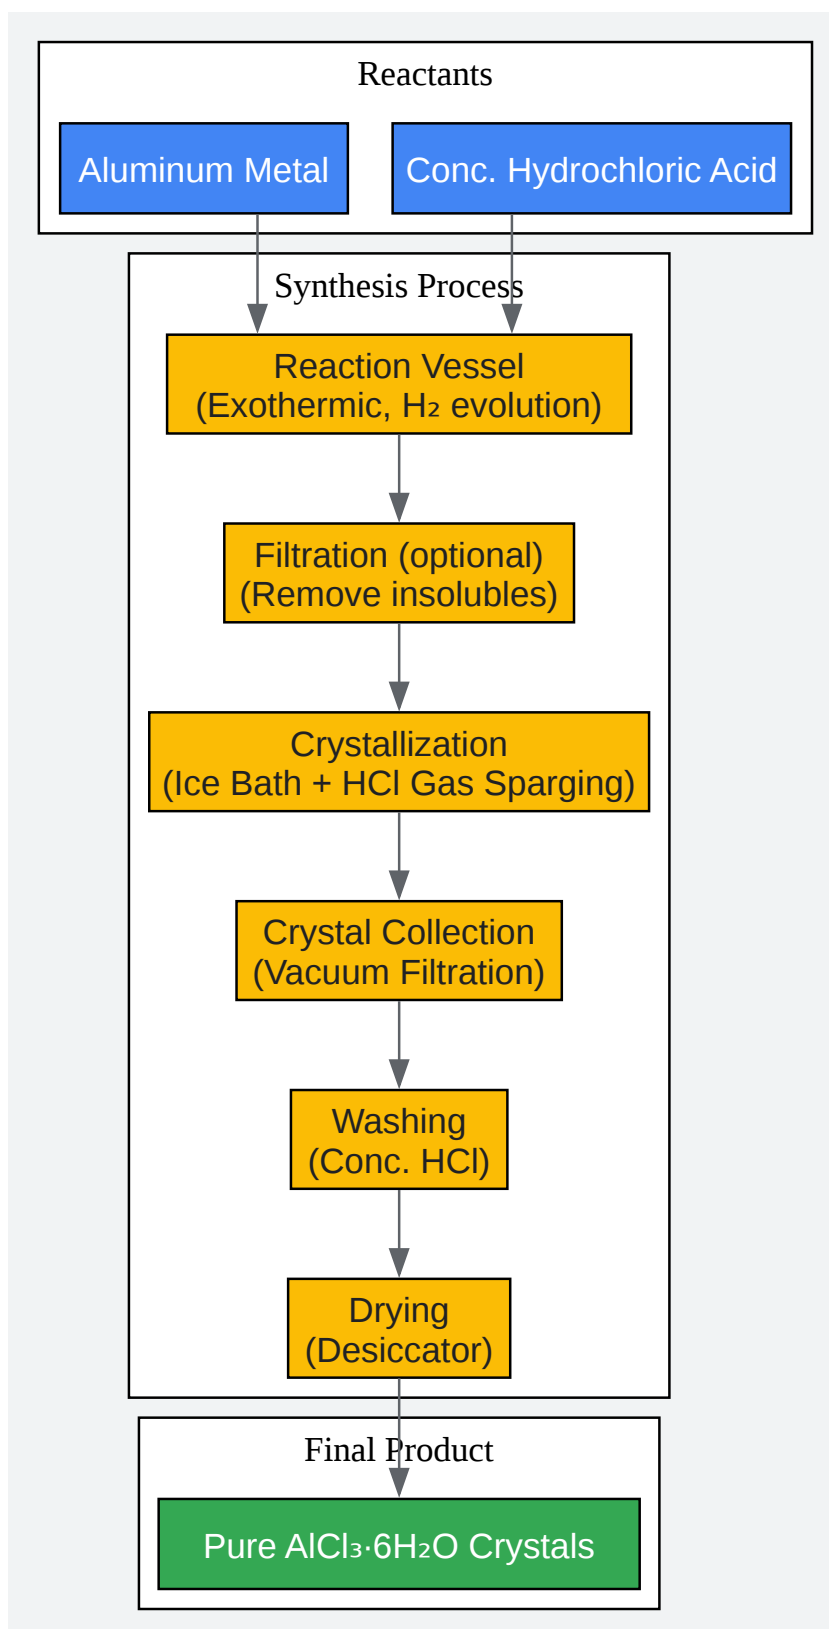 Reactants
Aluminum Metal
Conc. Hydrochloric Acid
Synthesis Process
Reaction Vessel
(Exothermic, H₂ evolution)
Filtration (optional)
(Remove insolubles)
Crystallization
(Ice Bath + HCl Gas Sparging)
Crystal Collection
(Vacuum Filtration)
Washing
(Conc. HCl)
Drying
(Desiccator)
Final Product
Pure AlCl₃·6H₂O Crystals